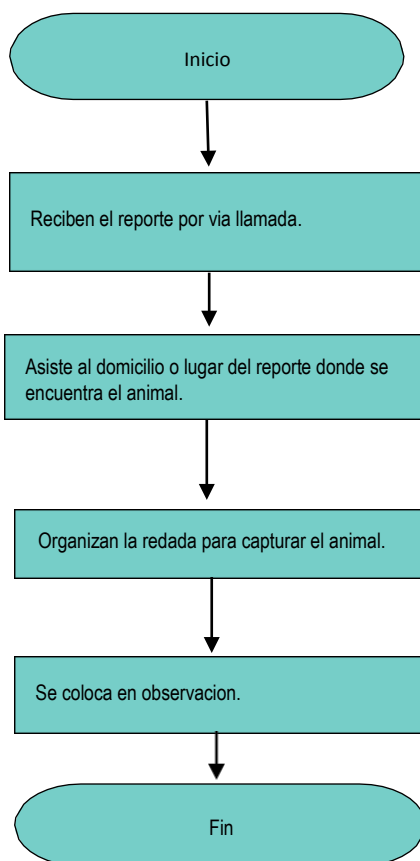 Inicio
Reciben el reporte por via llamada.
Asiste al domicilio o lugar del reporte donde se
encuentra el animal.
Organizan la redada para capturar el animal.
Se coloca en observacion.
Fin